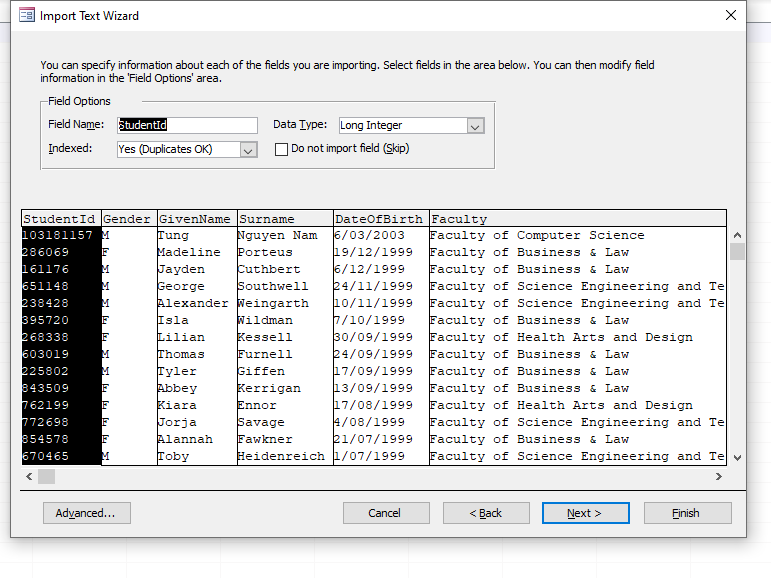 Import Text Wizard
You can specify information about each of the fields you are importing. Select fields in the area below. You can then modify field
information in the 'Field Options' area.
Field Options
Field Name: StudentId Data Type: Long Integer
Indexed: Yes (Duplicates OK) Do not import field (Skip)
StudentId Gender GivenName Surname DateOfBirth Faculty
103181157 M Tung Nguyen Nam 6/03/2003 Faculty of Computer Science
286069 F Madeline Porteus 19/12/1999 Faculty of Business & Law
161176 M Jayden Cuthbert 6/12/1999 Faculty of Business & Law
651148 M George Southwell 24/11/1999 Faculty of Science Engineering and Te
238428 M Alexander Weingarth 10/11/1999 Faculty of Science Engineering and Te
395720 F Isla Wildman 7/10/1999 Faculty of Business & Law
268338 F Lilian Kessell 30/09/1999 Faculty of Health Arts and Design
603019 M Thomas Furnell 24/09/1999 Faculty of Business & Law
225802 M Tyler Giffen 17/09/1999 Faculty of Business & Law
843509 F Abbey Kerrigan 13/09/1999 Faculty of Business & Law
762199 F Kiara Ennor 17/08/1999 Faculty of Health Arts and Design
772698 F Jorja Savage 4/08/1999 Faculty of Science Engineering and Te
854578 F Alannah Fawkner 21/07/1999 Faculty of Business & Law
670465 M Toby Heidenreich 1/07/1999 Faculty of Science Engineering and Te
Advanced... Cancel < Back Next > Finish